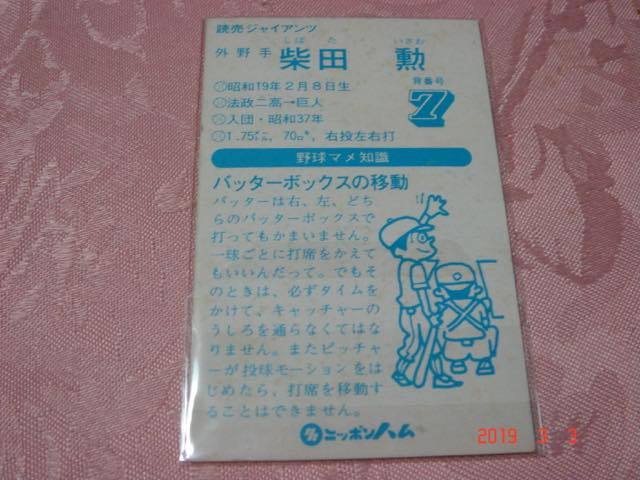 読売ジャイアンツ
しば た いさお
外野手 柴田 勲
背番号
7
昭和19年2月8日生
法政二高→巨人
入団・昭和37年
1.75㍍, 70㌔, 右投左右打
野球マメ知識
バッターボックスの移動
バッターは右、左、どち
らのバッターボックスで
打ってもかまいません。
一球ごとに打席をかえて
もいいんだって。でもそ
のときは、必ずタイムを
かけて、キャッチャーの
うしろを通らなくてはな
りません。またピッチャ
ーが投球モーションをは
じめたら、打席を移動す
ることはできません。
ニッポンハム
2019 3 3